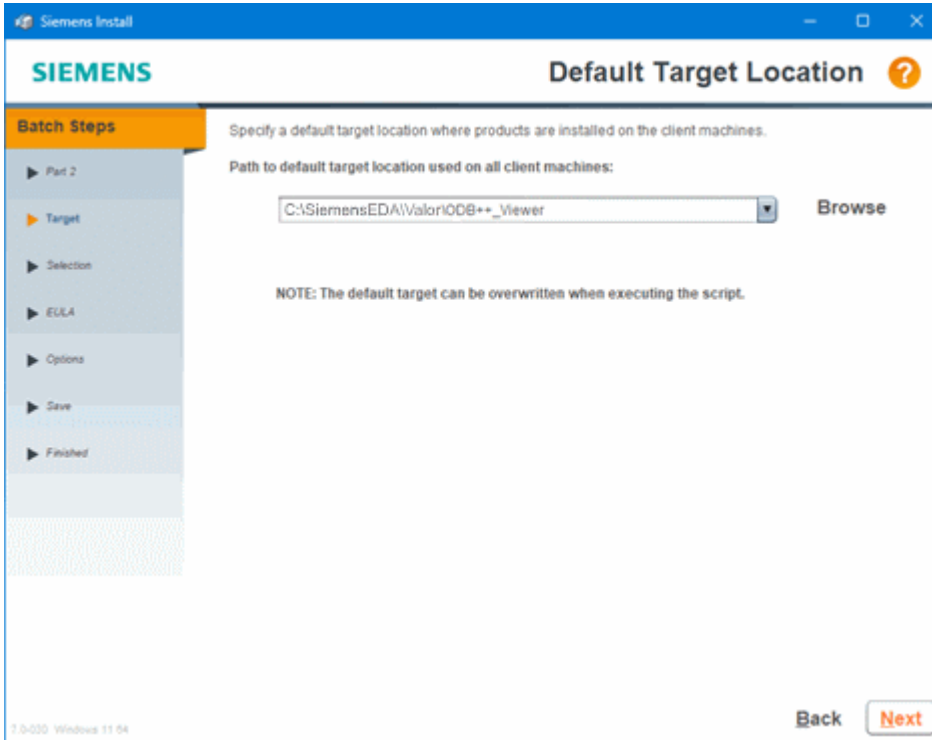 Siemens Install
SIEMENS
Default Target Location
?
Batch Steps
Part 2
Target
Selection
EULA
Options
Save
Finished
Specify a default target location where products are installed on the client machines.
Path to default target location used on all client machines:
C:\SiemensEDA\Valor\ODB++_Viewer
Browse
NOTE: The default target can be overwritten when executing the script.
7.0-030 Windows 11 64
Back
Next